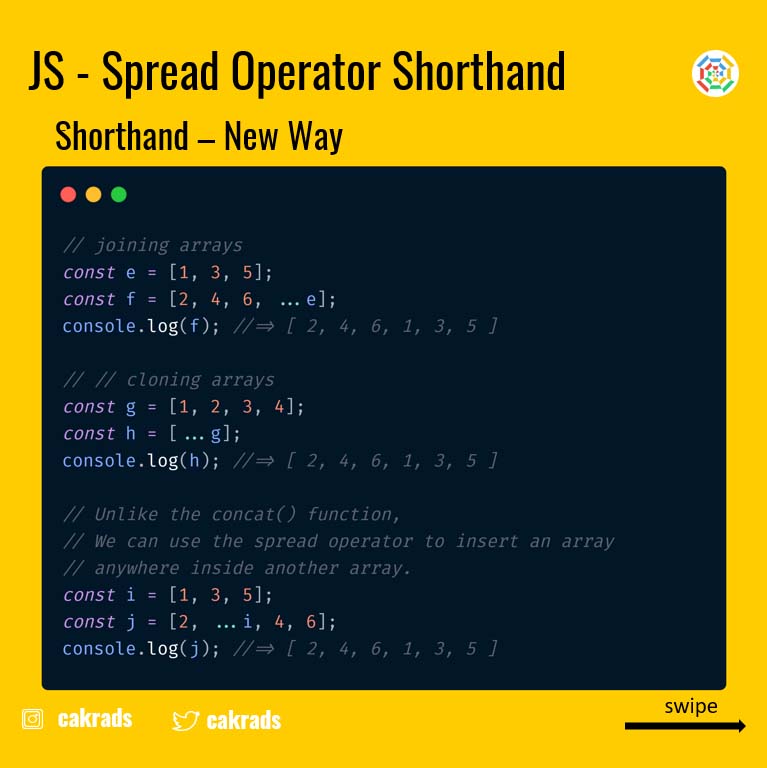 JS - Spread Operator Shorthand
Shorthand – New Way
// joining arrays
const e = [1, 3, 5];
const f = [2, 4, 6, ...e];
console.log(f); //=> [ 2, 4, 6, 1, 3, 5 ]
// // cloning arrays
const g = [1, 2, 3, 4];
const h = [...g];
console.log(h); //=> [ 2, 4, 6, 1, 3, 5 ]
// Unlike the concat() function,
// We can use the spread operator to insert an array
// anywhere inside another array.
const i = [1, 3, 5];
const j = [2, ...i, 4, 6];
console.log(j); //=> [ 2, 4, 6, 1, 3, 5 ]
cakrads cakrads swipe